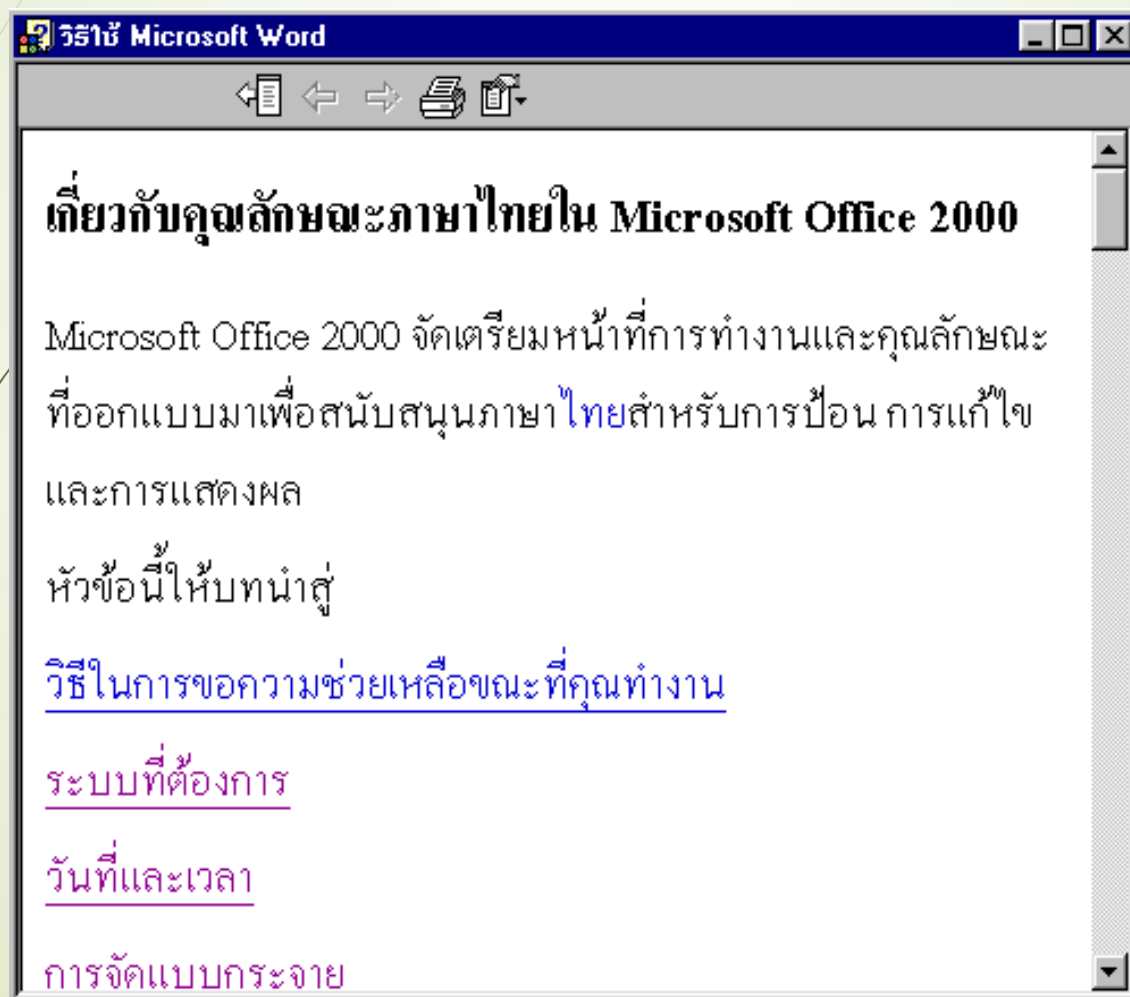 วิธีใช้ Microsoft Word
เกี่ยวกับคุณลักษณะภาษาไทยใน Microsoft Office 2000
Microsoft Office 2000 จัดเตรียมหน้าที่การทำงานและคุณลักษณะ
ที่ออกแบบมาเพื่อสนับสนุนภาษาไทยสำหรับการป้อน การแก้ไข
และการแสดงผล
หัวข้อนี้ให้บทนำสู่
วิธีในการขอความช่วยเหลือขณะที่คุณทำงาน
ระบบที่ต้องการ
วันที่และเวลา
การจัดแบบกระจาย